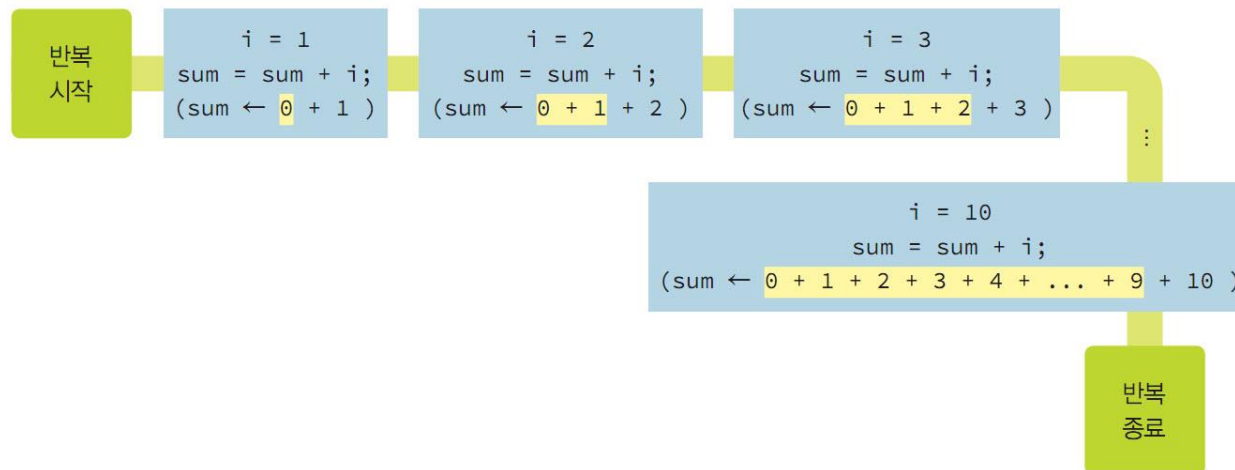 반복
시작
i = 1
sum = sum + i;
(sum ← 0 + 1 )
i = 2
sum = sum + i;
(sum ← 0 + 1 + 2 )
i = 3
sum = sum + i;
(sum ← 0 + 1 + 2 + 3 )
⋮
i = 10
sum = sum + i;
(sum ← 0 + 1 + 2 + 3 + 4 + ... + 9 + 10 )
반복
종료